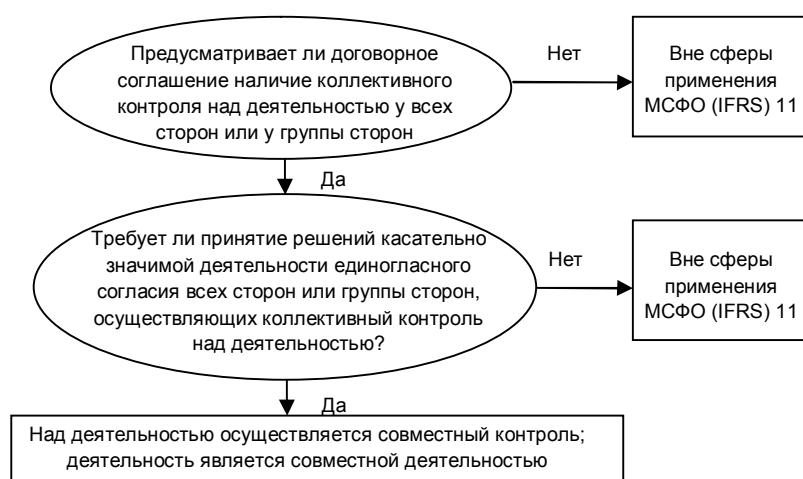 Предусматривает ли договорное
соглашение наличие коллективного
контроля над деятельностью у всех
сторон или у группы сторон
Нет
Вне сферы
применения
МСФО (IFRS) 11
Да
Требует ли принятие решений касательно
значимой деятельности единогласного
согласия всех сторон или группы сторон,
осуществляющих коллективный контроль
над деятельностью?
Нет
Вне сферы
применения
МСФО (IFRS) 11
Да
Над деятельностью осуществляется совместный контроль;
деятельность является совместной деятельностью